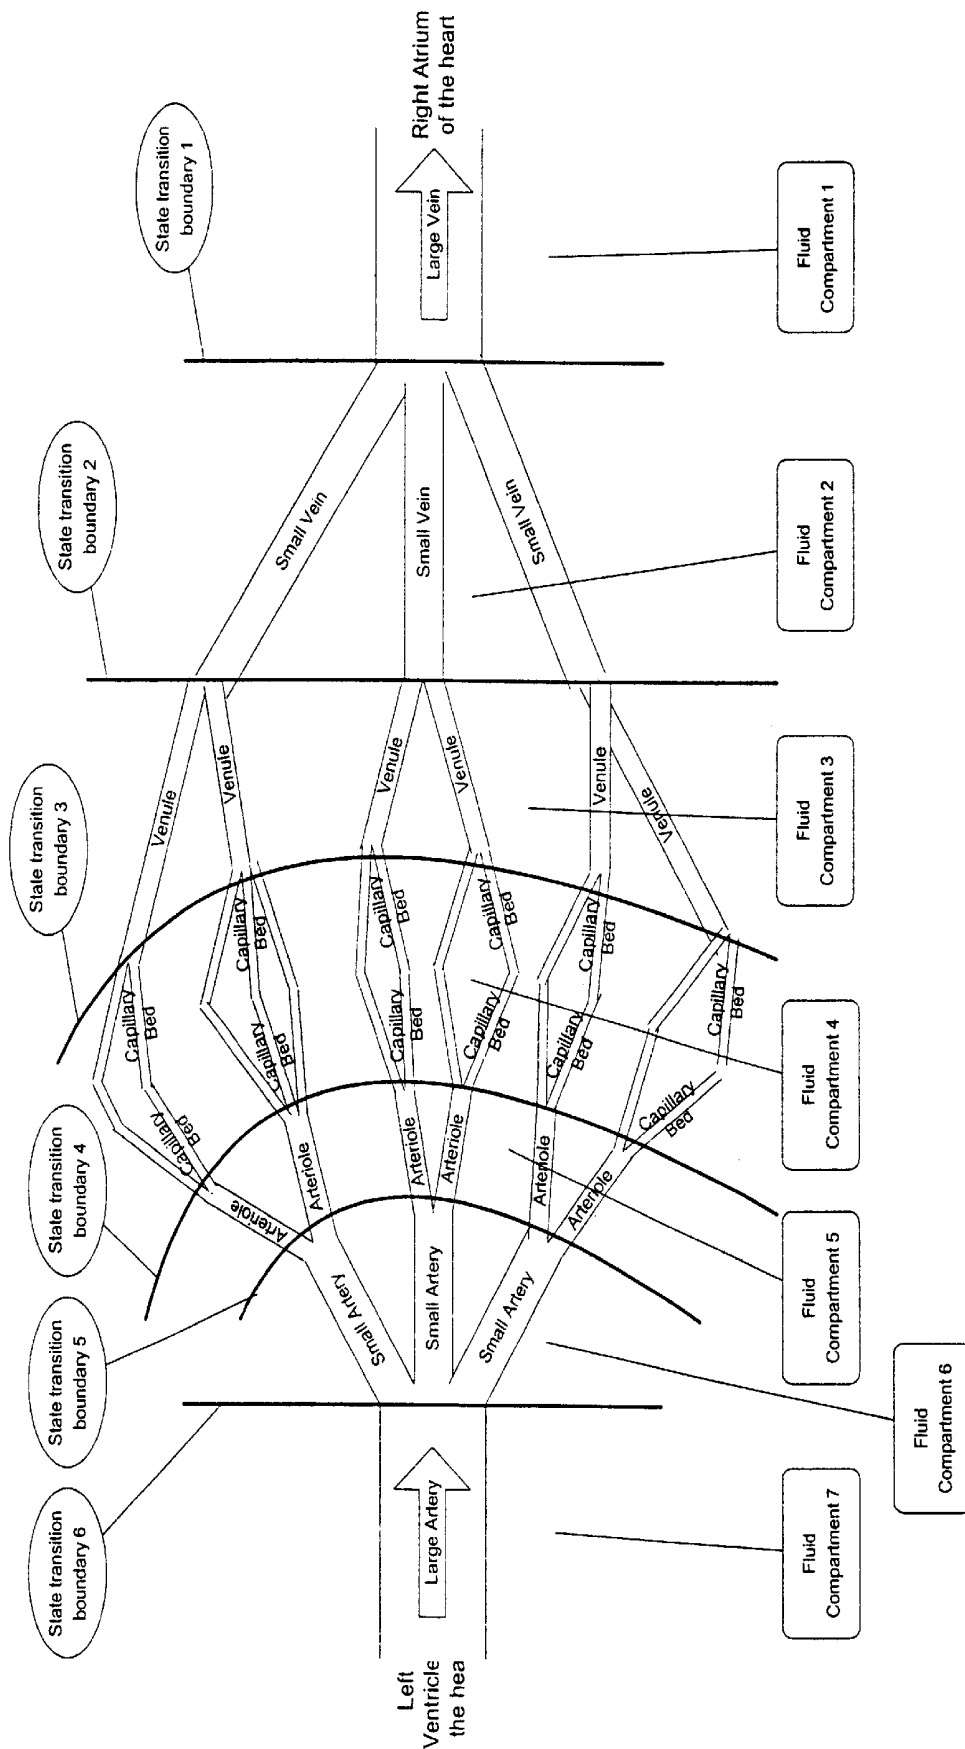 State transition
boundary 6
State transition
boundary 5
State transition
boundary 4
State transition
boundary 3
State transition
boundary 2
State transition
boundary 1
Left
Ventricle
the hea
Large Artery
Small Artery
Small Artery
Small Artery
Arteriole
Arteriole
Arteriole
Arteriole
Arteriole
Arteriole
Capillary
Bed
Capillary
Bed
Capillary
Bed
Capillary
Bed
Capillary
Bed
Capillary
Bed
Capillary
Bed
Capillary
Bed
Capillary
Bed
Capillary
Bed
Capillary
Bed
Capillary
Bed
Venule
Venule
Venule
Venule
Venule
Venule
Small Vein
Small Vein
Small Vein
Large Vein
Right Atrium
of the heart
Fluid
Compartment 7
Fluid
Compartment 6
Fluid
Compartment 5
Fluid
Compartment 4
Fluid
Compartment 3
Fluid
Compartment 2
Fluid
Compartment 1